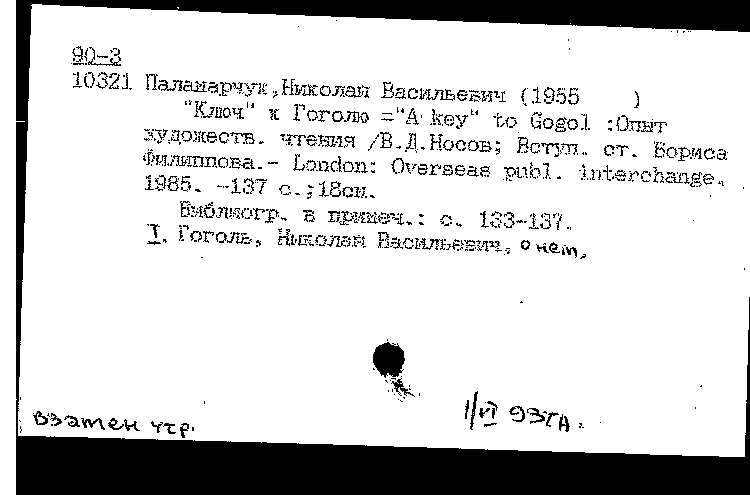 90-3
10321 Паламарчук,Николай Васильевич (1955 )
"Ключ" к Гоголю ="A key" to Gogol :Опыт
художеств. чтения /В.Д.Носов; Вступ. ст. Бориса
Филиппова.- London: Overseas publ. interchange,
1985. -137 с.;18см.
Библиогр. в примеч.: с. 133-137.
I. Гоголь, Николай Васильевич, о нем.
Взамен утр.
1/VI 93г